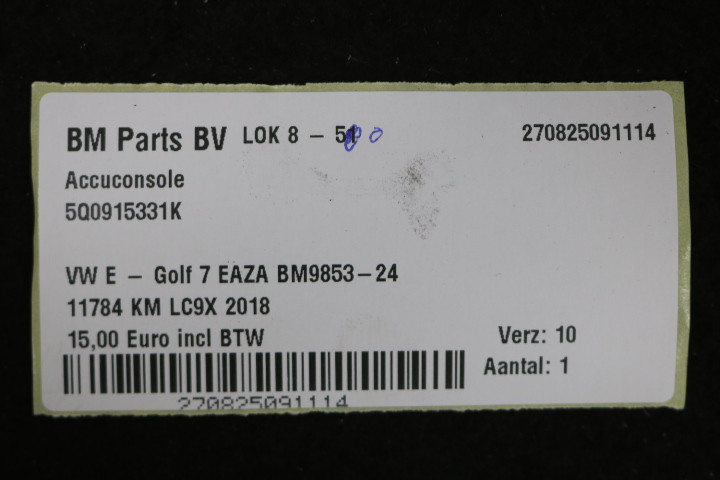 BM Parts BV LOK 8 - 500
270825091114
Accuconsole
5Q0915331K
VW E - Golf 7 EAZA BM9853-24
11784 KM LC9X 2018
15,00 Euro incl BTW
Verz: 10
Aantal: 1
270825091114